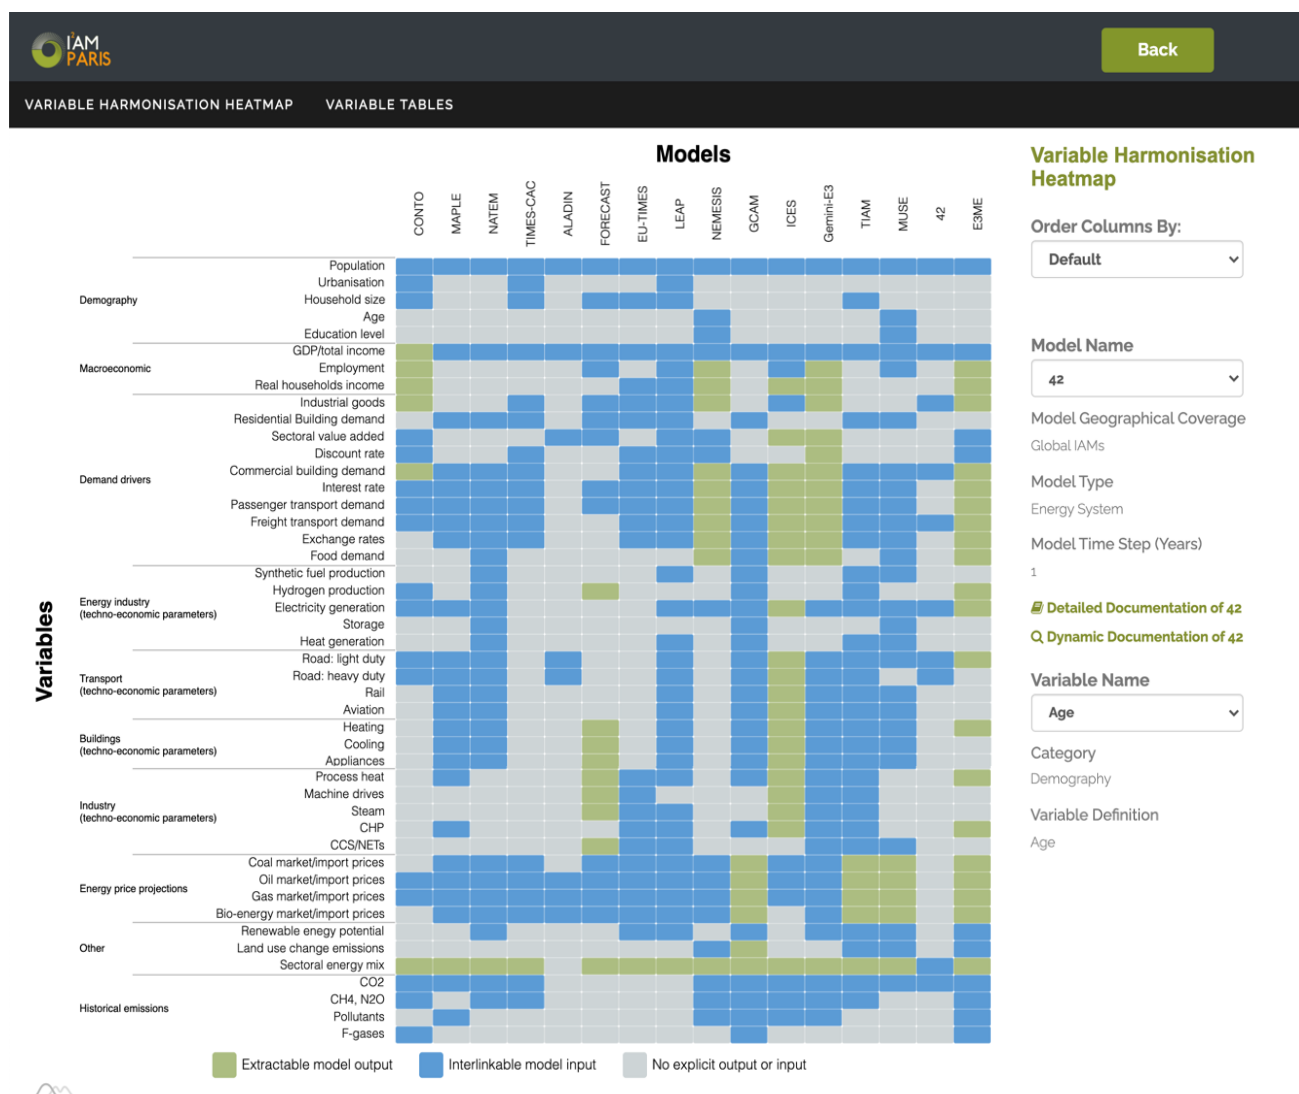 I²AM
PARIS
Back
VARIABLE HARMONISATION HEATMAP
VARIABLE TABLES
Models
CONTO
MAPLE
NATEM
TIMES-CAC
ALADIN
FORECAST
EU-TIMES
LEAP
NEMESIS
GCAM
ICES
Gemini-E3
TIAM
MUSE
42
E3ME
Variables
Demography
Population
Urbanisation
Household size
Age
Education level
Macroeconomic
GDP/total income
Employment
Real households income
Demand drivers
Industrial goods
Residential Building demand
Sectoral value added
Discount rate
Commercial building demand
Interest rate
Passenger transport demand
Freight transport demand
Exchange rates
Food demand
Energy industry
(techno-economic parameters)
Synthetic fuel production
Hydrogen production
Electricity generation
Storage
Heat generation
Transport
(techno-economic parameters)
Road: light duty
Road: heavy duty
Rail
Aviation
Buildings
(techno-economic parameters)
Heating
Cooling
Appliances
Industry
(techno-economic parameters)
Process heat
Machine drives
Steam
CHP
CCS/NETs
Energy price projections
Coal market/import prices
Oil market/import prices
Gas market/import prices
Bio-energy market/import prices
Other
Renewable energy potential
Land use change emissions
Sectoral energy mix
Historical emissions
CO2
CH4, N2O
Pollutants
F-gases
Extractable model output
Interlinkable model input
No explicit output or input
Variable Harmonisation
Heatmap
Order Columns By:
Default
Model Name
42
Model Geographical Coverage
Global IAMs
Model Type
Energy System
Model Time Step (Years)
1
Detailed Documentation of 42
Dynamic Documentation of 42
Variable Name
Age
Category
Demography
Variable Definition
Age